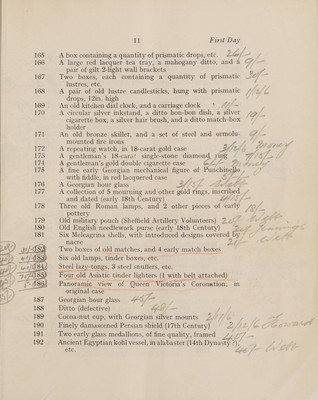 11 First Day
165 A box containing a quantity of prismatic drops, etc. 26/-
166 A large red lacquer tea tray, a mahogany ditto, and a
pair of gilt 2-light wall brackets 9/-
167 Two boxes, each containing a quantity of prismatic
lustres, etc.
168 A pair of old lustre candlesticks, hung with prismatic
drops, 12in. high
169 An old kitchen dial clock, and a carriage clock
170 A circular silver inkstand, a ditto bon-bon dish, a silver
cigarette box, a silver hair brush, and a ditto match-box
holder
171 An old bronze skillet, and a set of steel and ormolu-
mounted fire irons 9/-
172 A repeating watch, in 18-carat gold case
173 A gentleman's 18-carat single-stone diamond ring
174 A gentleman's gold double cigarette case
175 A fine early Georgian mechanical figure of Punchinello
with fiddle, in red lacquered case
176 A Georgian horn glass
177 A collection of 5 mourning and other gold rings, inscribed
and dated (early 18th Century)
178 Three old Roman lamps, and 2 other pieces of early
pottery
179 Old military pouch (Sheffield Artillery Volunteers)
180 Old English needlework purse (early 18th Century)
181 Six Meleagrina shells, with introduced designs covered by
nacre
182 Two boxes of old matches, and 4 early match boxes
183 Six old lamps, tinder boxes, etc.
184 Steel lazy-tongs, 3 steel snuffers, etc.
185 Four old Asiatic tinder lighters (1 with belt attached)
186 Panoramic view of Queen Victoria's Coronation, in
original case
187 Georgian hour glass 45/-
188 Ditto (defective) 48/-
189 Cocoa-nut cup, with Georgian silver mounts
190 Finely damascened Persian shield (17th Century)
191 Two early glass medallions, of fine quality, framed
192 Ancient Egyptian kohl vessel, in alabaster (14th Dynasty ?),
etc.